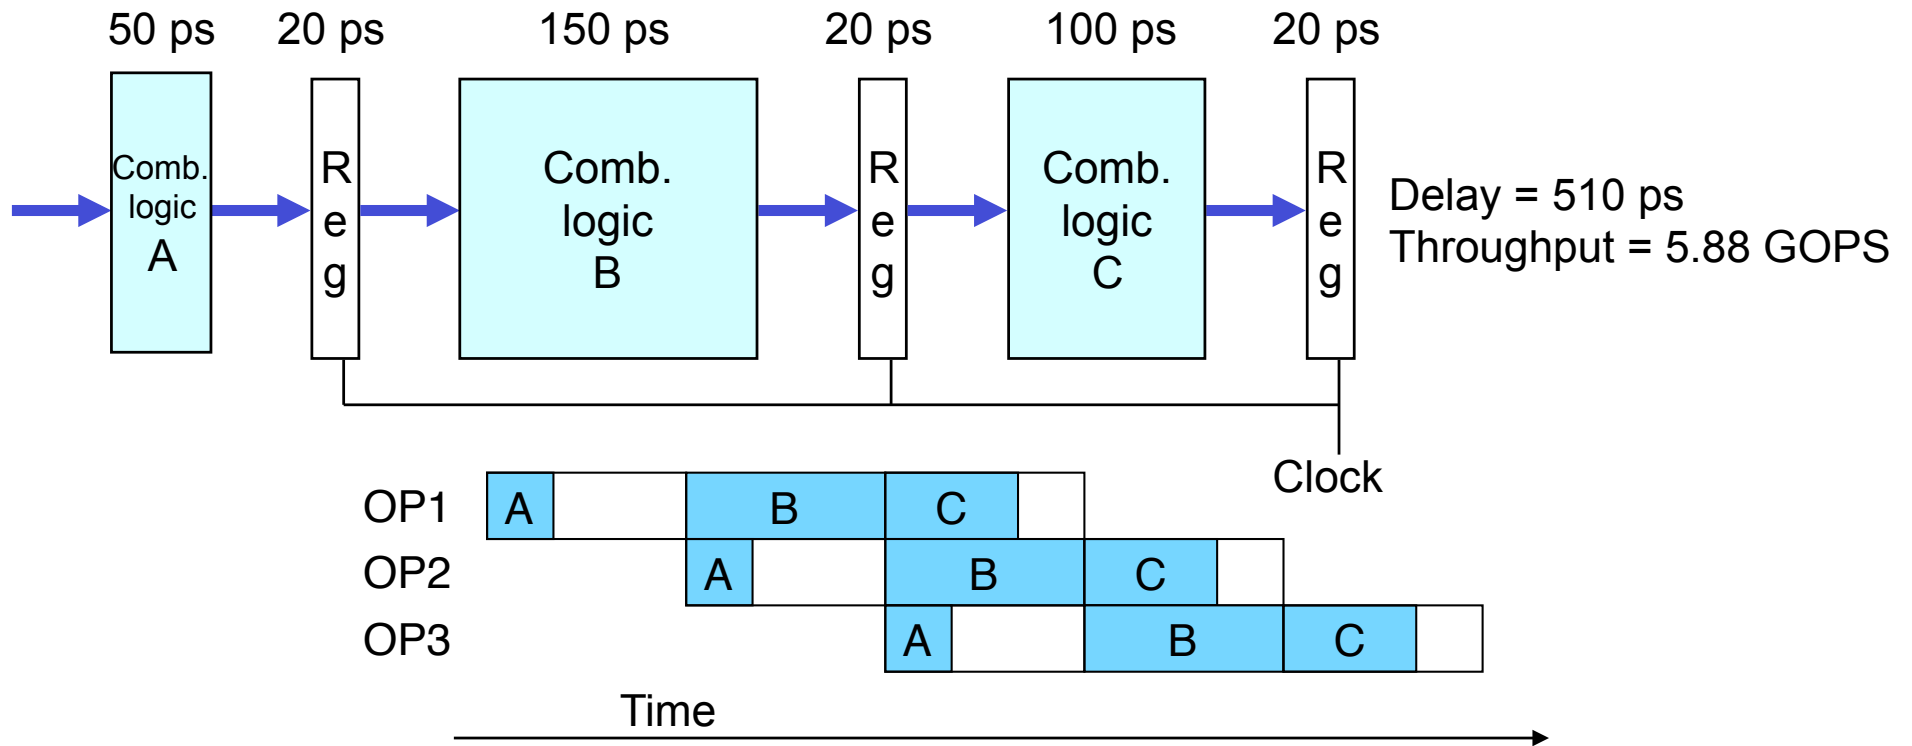 50 ps 20 ps 150 ps 20 ps 100 ps 20 ps
Comb.
logic
A
R
e
g
Comb.
logic
B
R
e
g
Comb.
logic
C
R
e
g
Delay = 510 ps
Throughput = 5.88 GOPS
Clock
OP1 A B C
OP2 A B C
OP3 A B C
Time